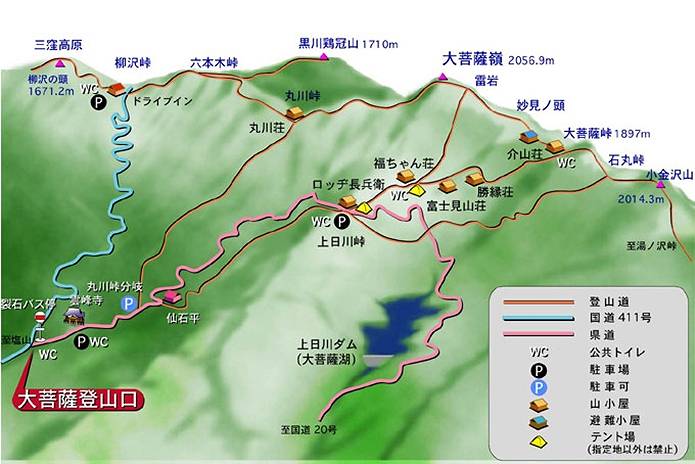 三窪高原
柳沢の頭
1671.2m
柳沢峠
六本木峠
黒川鶏冠山 1710m
大菩薩嶺 2056.9m
雷岩
WC
P
ドライブイン
丸川峠
丸川荘
妙見ノ頭
大菩薩峠 1897m
介山荘
WC
石丸峠
小金沢山
2014.3m
福ちゃん荘
ロッヂ長兵衛
WC
富士見山荘
勝縁荘
WC
P
上日川峠
至湯ノ沢峠
丸川峠分岐
裂石バス停
雲峰寺
P
仙石平
至塩山
WC
P WC
大菩薩登山口
上日川ダム
(大菩薩湖)
至国道 20号
登山道
国道 411号
県道
WC 公共トイレ
P 駐車場
P 駐車可
山小屋
避難小屋
テント場
(指定地以外は禁止)